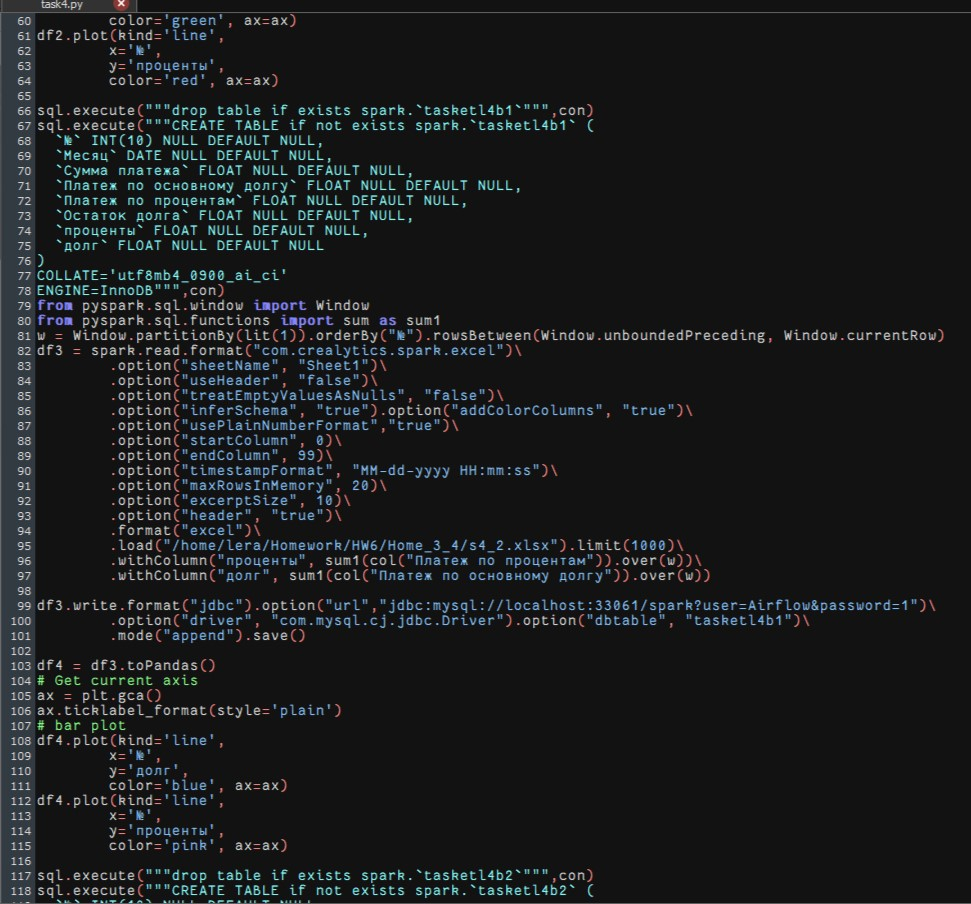 task4.py
60         color='green', ax=ax)
61 df2.plot(kind='line',
62         x='№',
63         y='проценты',
64         color='red', ax=ax)
65
66 sql.execute("""drop table if exists spark.`tasketl4b1`""",con)
67 sql.execute("""CREATE TABLE if not exists spark.`tasketl4b1` (
68   `№` INT(10) NULL DEFAULT NULL,
69   `Месяц` DATE NULL DEFAULT NULL,
70   `Сумма платежа` FLOAT NULL DEFAULT NULL,
71   `Платеж по основному долгу` FLOAT NULL DEFAULT NULL,
72   `Платеж по процентам` FLOAT NULL DEFAULT NULL,
73   `Остаток долга` FLOAT NULL DEFAULT NULL,
74   `проценты` FLOAT NULL DEFAULT NULL,
75   `долг` FLOAT NULL DEFAULT NULL
76 )
77 COLLATE='utf8mb4_0900_ai_ci'
78 ENGINE=InnoDB""",con)
79 from pyspark.sql.window import Window
80 from pyspark.sql.functions import sum as sum1
81 w = Window.partitionBy(lit(1)).orderBy("№").rowsBetween(Window.unboundedPreceding, Window.currentRow)
82 df3 = spark.read.format("com.crealytics.spark.excel")\
83         .option("sheetName", "Sheet1")\
84         .option("useHeader", "false")\
85         .option("treatEmptyValuesAsNulls", "false")\
86         .option("inferSchema", "true").option("addColorColumns", "true")\
87         .option("usePlainNumberFormat","true")\
88         .option("startColumn", 0)\
89         .option("endColumn", 99)\
90         .option("timestampFormat", "MM-dd-yyyy HH:mm:ss")\
91         .option("maxRowsInMemory", 20)\
92         .option("excerptSize", 10)\
93         .option("header", "true")\
94         .format("excel")\
95         .load("/home/lera/Homework/HW6/Home_3_4/s4_2.xlsx").limit(1000)\
96         .withColumn("проценты", sum1(col("Платеж по процентам")).over(w))\
97         .withColumn("долг", sum1(col("Платеж по основному долгу")).over(w))
98
99 df3.write.format("jdbc").option("url","jdbc:mysql://localhost:33061/spark?user=Airflow&password=1")\
100         .option("driver", "com.mysql.cj.jdbc.Driver").option("dbtable", "tasketl4b1")\
101         .mode("append").save()
102
103 df4 = df3.toPandas()
104 # Get current axis
105 ax = plt.gca()
106 ax.ticklabel_format(style='plain')
107 # bar plot
108 df4.plot(kind='line',
109         x='№',
110         y='долг',
111         color='blue', ax=ax)
112 df4.plot(kind='line',
113         x='№',
114         y='проценты',
115         color='pink', ax=ax)
116
117 sql.execute("""drop table if exists spark.`tasketl4b2`""",con)
118 sql.execute("""CREATE TABLE if not exists spark.`tasketl4b2` (